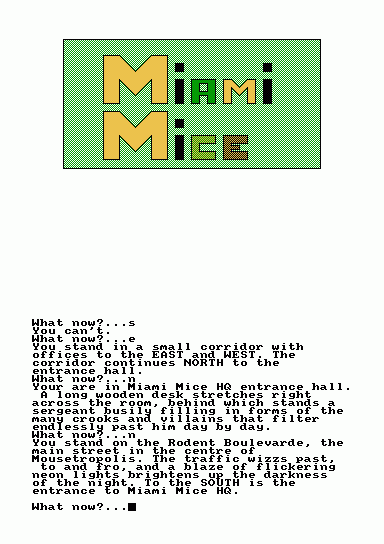 Miami
Mice
What now?...s
You can't.
What now?...e
You stand in a small corridor with
offices to the EAST and WEST. The
corridor continues NORTH to the
entrance hall.
What now?...n
Your are in Miami Mice HQ entrance hall.
A long wooden desk stretches right
across the room, behind which stands a
sergeant busily filling in forms of the
many crooks and villains that filter
endlessly past him day by day.
What now?...n
You stand on the Rodent Boulevarde, the
main street in the centre of
Mousetropolis. The traffic wizzs past,
to and fro, and a blaze of flickering
neon lights brightens up the darkness
of the night. To the SOUTH is the
entrance to Miami Mice HQ.
What now?...